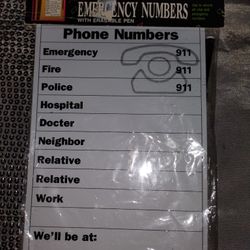 EMERGENCY NUMBERS
WITH ERASABLE PEN
Phone Numbers
Emergency 911
Fire 911
Police 911
Hospital
Docter
Neighbor
Relative
Relative
Work
We'll be at: